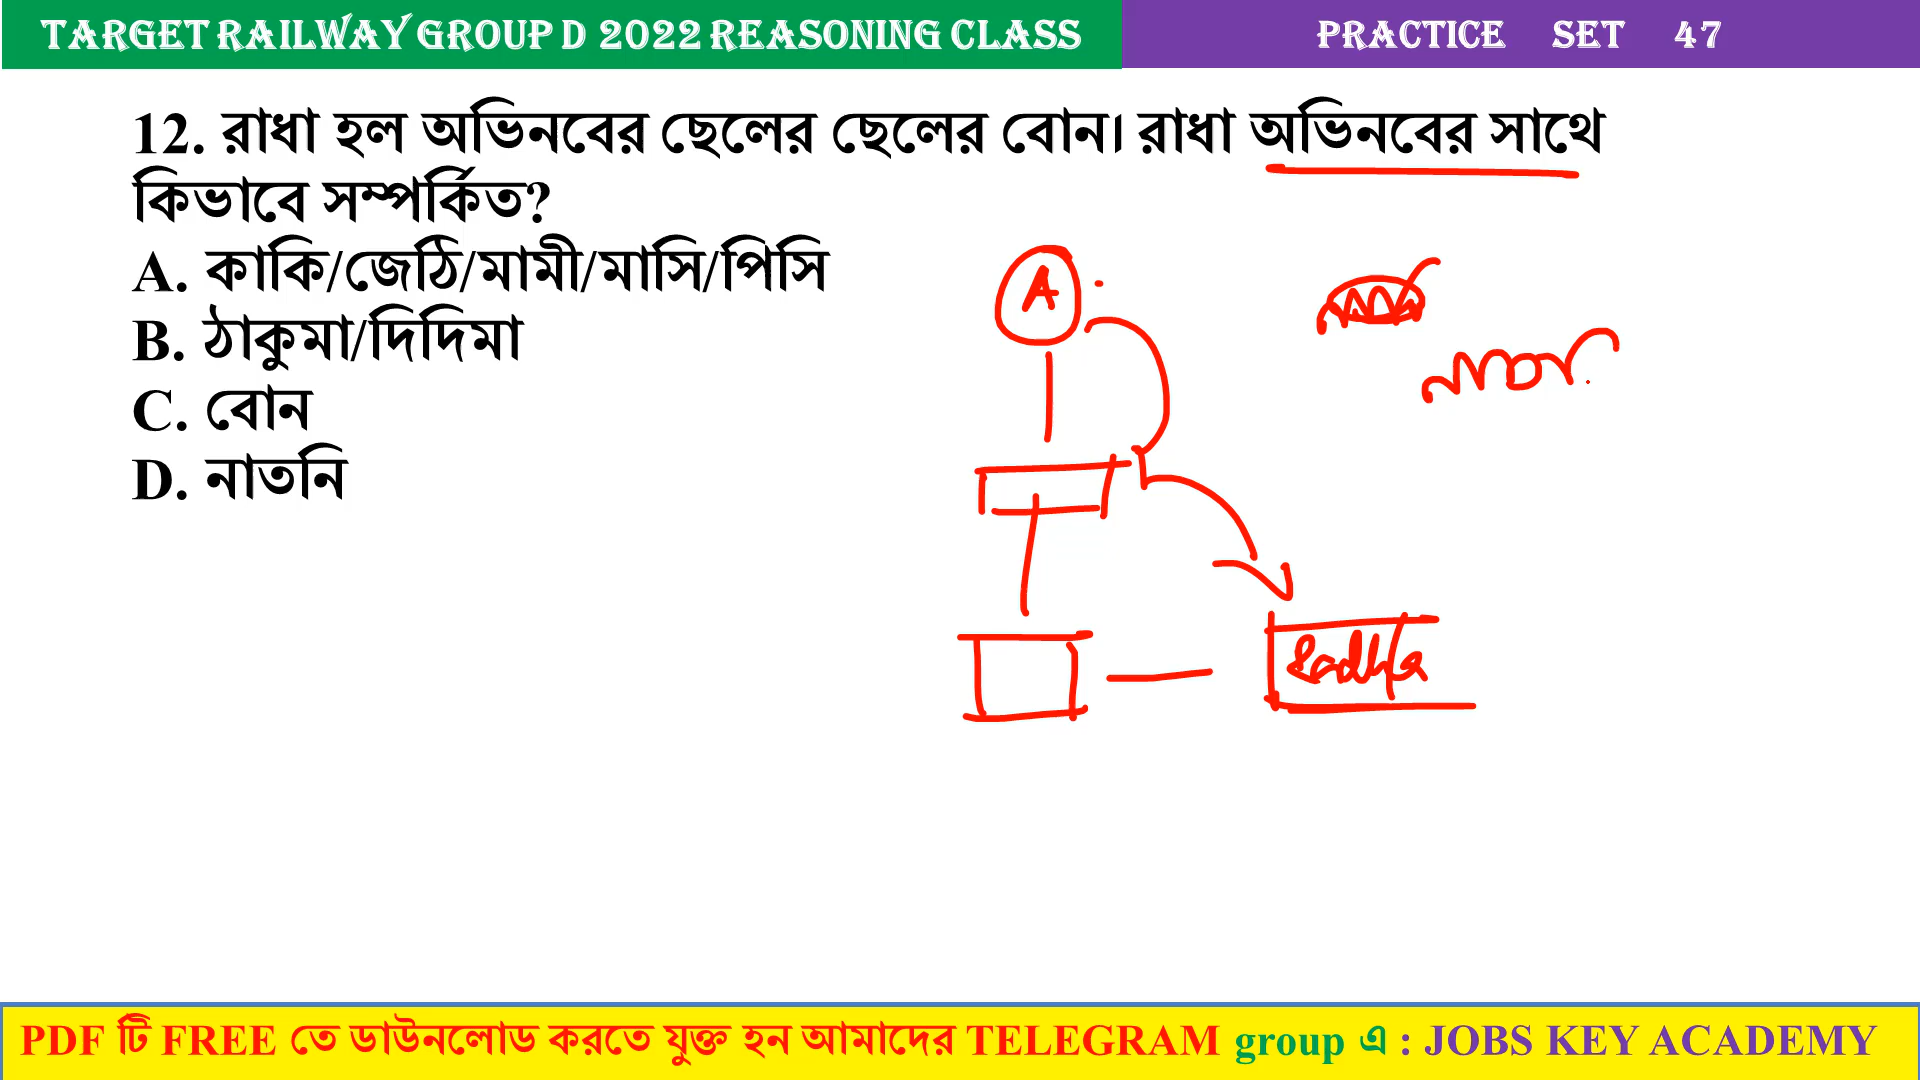 TARGET RAILWAY GROUP D 2022 REASONING CLASS
PRACTICE SET 47
12. রাধা হল অভিনবের ছেলের ছেলের বোন। রাধা অভিনবের সাথে
কিভাবে সম্পর্কিত?
A. কাকি/জেঠি/মামী/মাসি/পিসি
B. ঠাকুমা/দিদিমা
C. বোন
D. নাতনি
A
Radha
PDF টি FREE তে ডাউনলোড করতে যুক্ত হন আমাদের TELEGRAM group এ : JOBS KEY ACADEMY